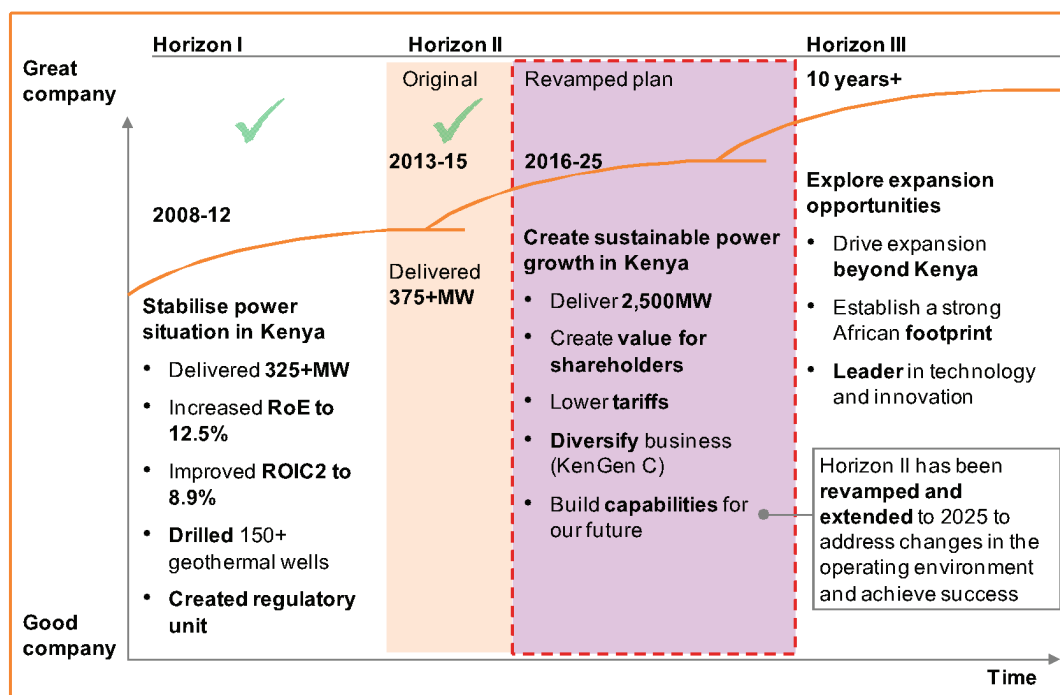 Horizon I
Horizon II
Horizon III
Great
company
Original
Revamped plan
10 years+
2013-15
2016-25
2008-12
Delivered
375+MW
Stabilise power
situation in Kenya
• Delivered 325+MW
• Increased RoE to
12.5%
• Improved ROIC2 to
8.9%
• Drilled 150+
geothermal wells
• Created regulatory
unit
Create sustainable power
growth in Kenya
• Deliver 2,500MW
• Create value for
shareholders
• Lower tariffs
• Diversify business
(KenGen C)
• Build capabilities for
our future
Explore expansion
opportunities
• Drive expansion
beyond Kenya
• Establish a strong
African footprint
• Leader in technology
and innovation
Horizon II has been
revamped and
extended to 2025 to
address changes in the
operating environment
and achieve success
Good
company
Time